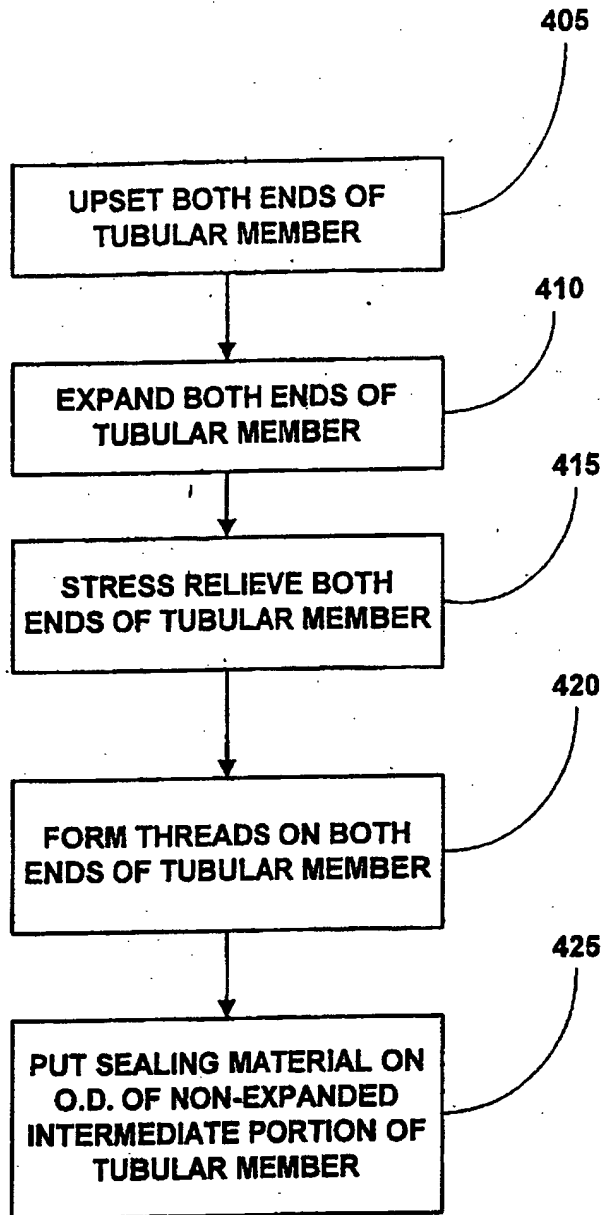 405
UPSET BOTH ENDS OF
TUBULAR MEMBER
410
EXPAND BOTH ENDS OF
TUBULAR MEMBER
415
STRESS RELIEVE BOTH
ENDS OF TUBULAR MEMBER
420
FORM THREADS ON BOTH
ENDS OF TUBULAR MEMBER
425
PUT SEALING MATERIAL ON
O.D. OF NON-EXPANDED
INTERMEDIATE PORTION OF
TUBULAR MEMBER